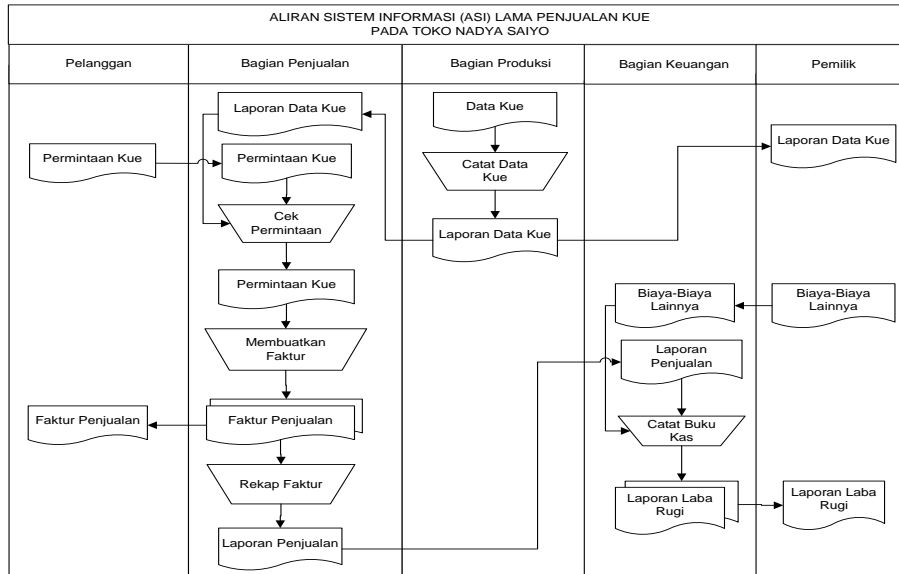 ALIRAN SISTEM INFORMASI (ASI) LAMA PENJUALAN KUE
PADA TOKO NADYA SAIYO
Pelanggan
Bagian Penjualan
Bagian Produksi
Bagian Keuangan
Pemilik
Permintaan Kue
Faktur Penjualan
Laporan Data Kue
Permintaan Kue
Cek
Permintaan
Permintaan Kue
Membuatkan
Faktur
Faktur Penjualan
Rekap Faktur
Laporan Penjualan
Data Kue
Catat Data
Kue
Laporan Data Kue
Biaya-Biaya
Lainnya
Laporan
Penjualan
Catat Buku
Kas
Laporan Laba
Rugi
Laporan Data Kue
Biaya-Biaya
Lainnya
Laporan Laba
Rugi